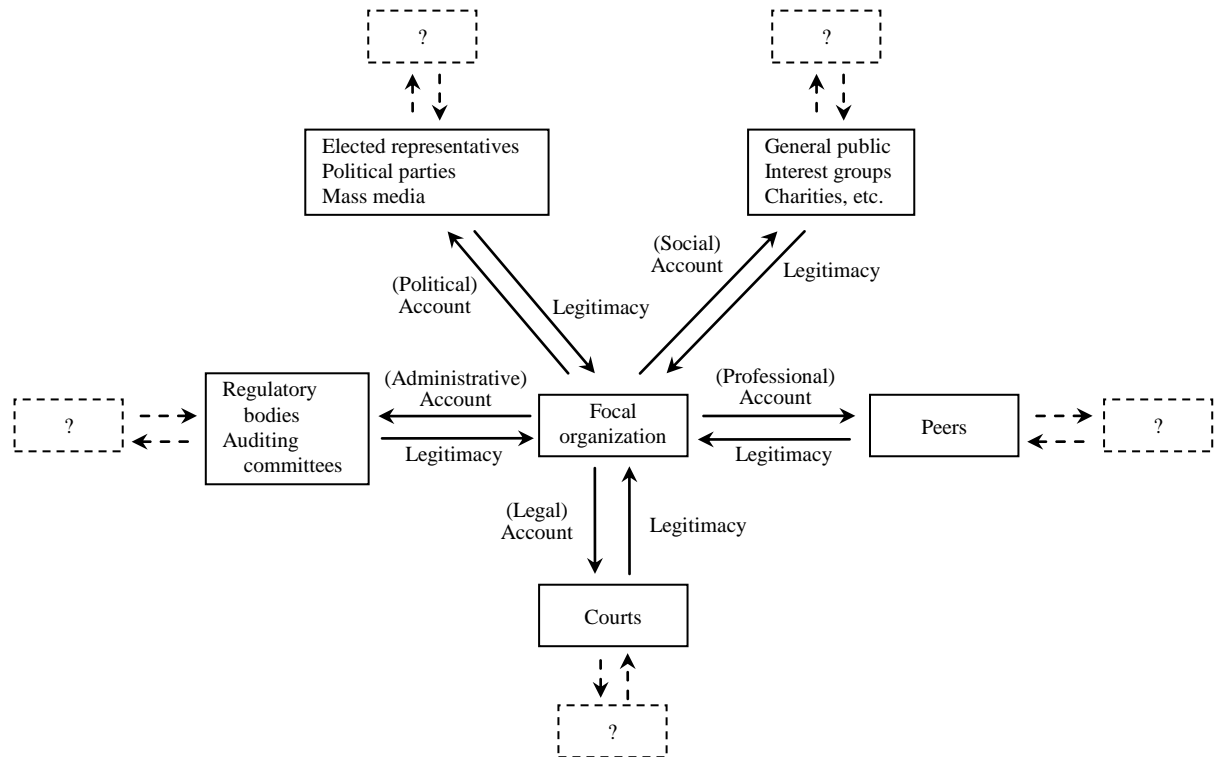 ?
?
Elected representatives
Political parties
Mass media
General public
Interest groups
Charities, etc.
(Political)
Account
Legitimacy
(Social)
Account
Legitimacy
?
Regulatory
bodies
Auditing
committees
(Administrative)
Account
Legitimacy
Focal
organization
(Professional)
Account
Legitimacy
Peers
?
(Legal)
Account
Legitimacy
Courts
?